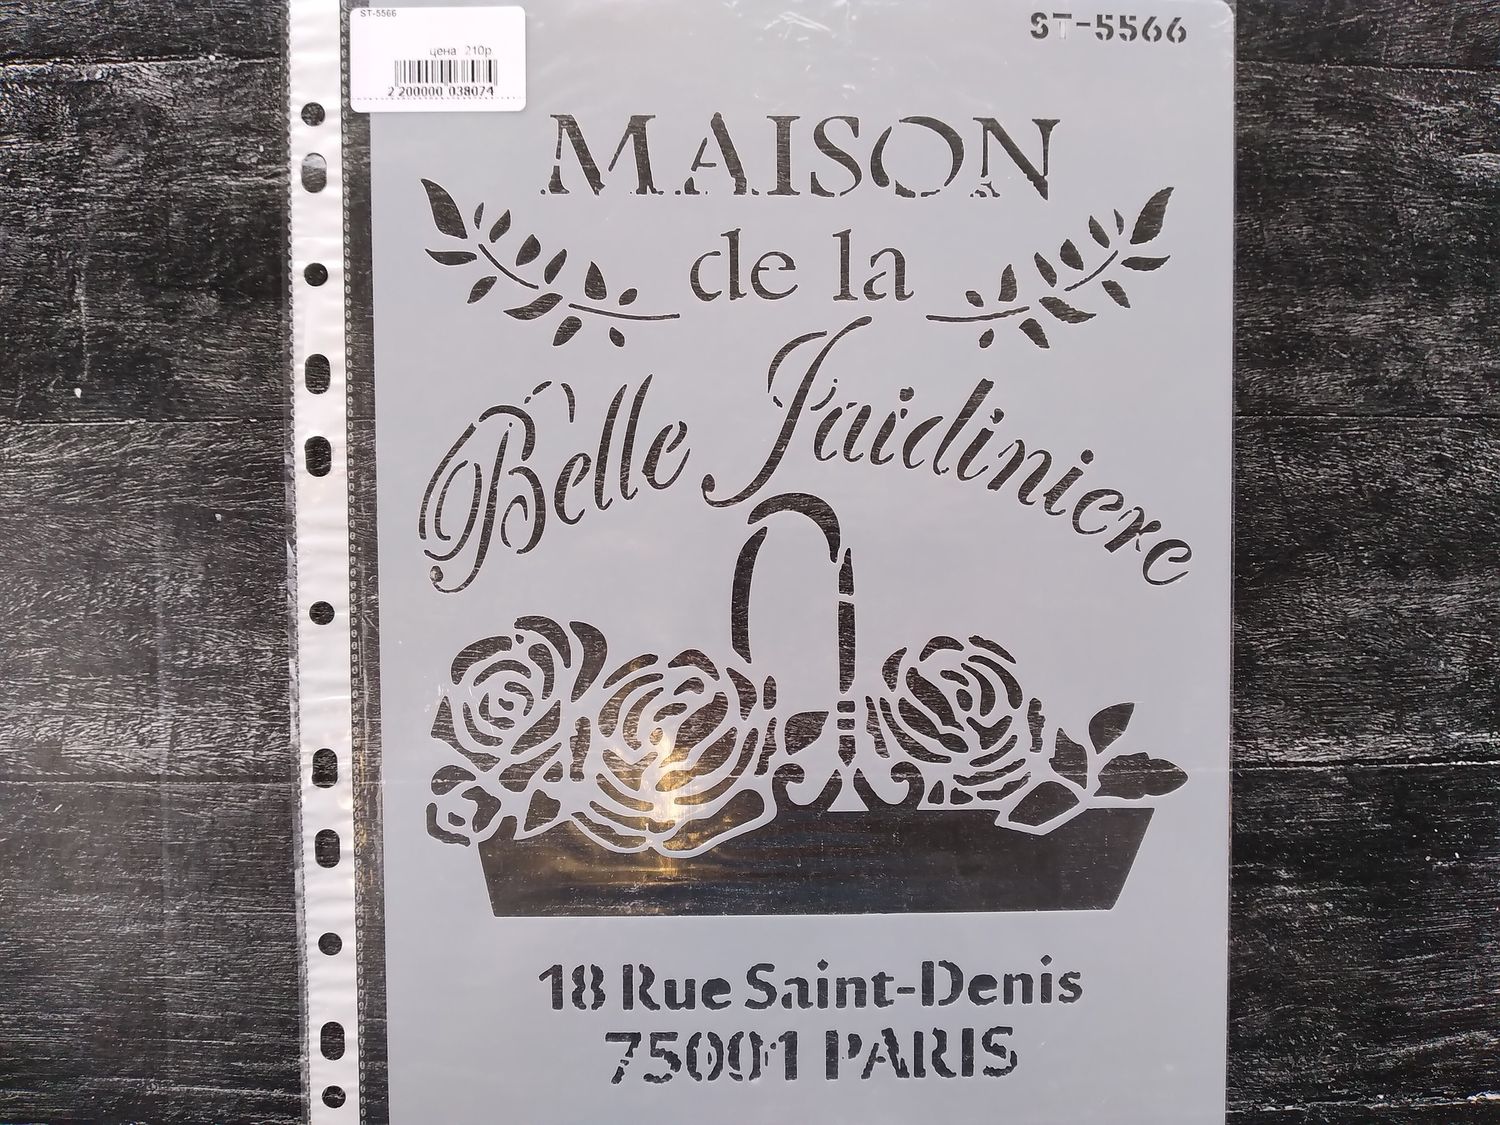 ST-5566
цена 210р.
2 200000 038074
ST-5566
MAISON
de la
Belle Jaidiniere
18 Rue Saint-Denis
75001 PARIS